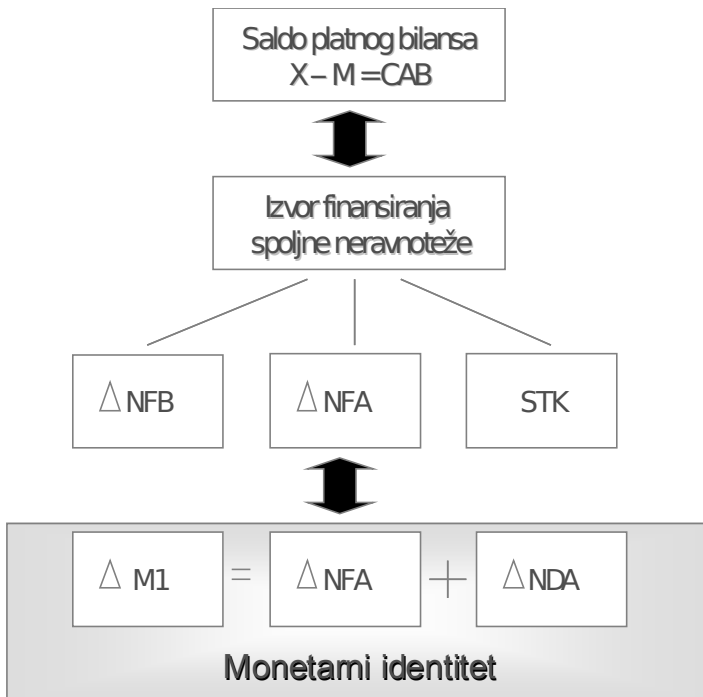 Saldo platnog bilansa
X – M = CAB
Izvor finansiranja
spoljne neravnoteže
Δ NFB
Δ NFA
STK
Δ M1 = Δ NFA + Δ NDA
Monetarni identitet